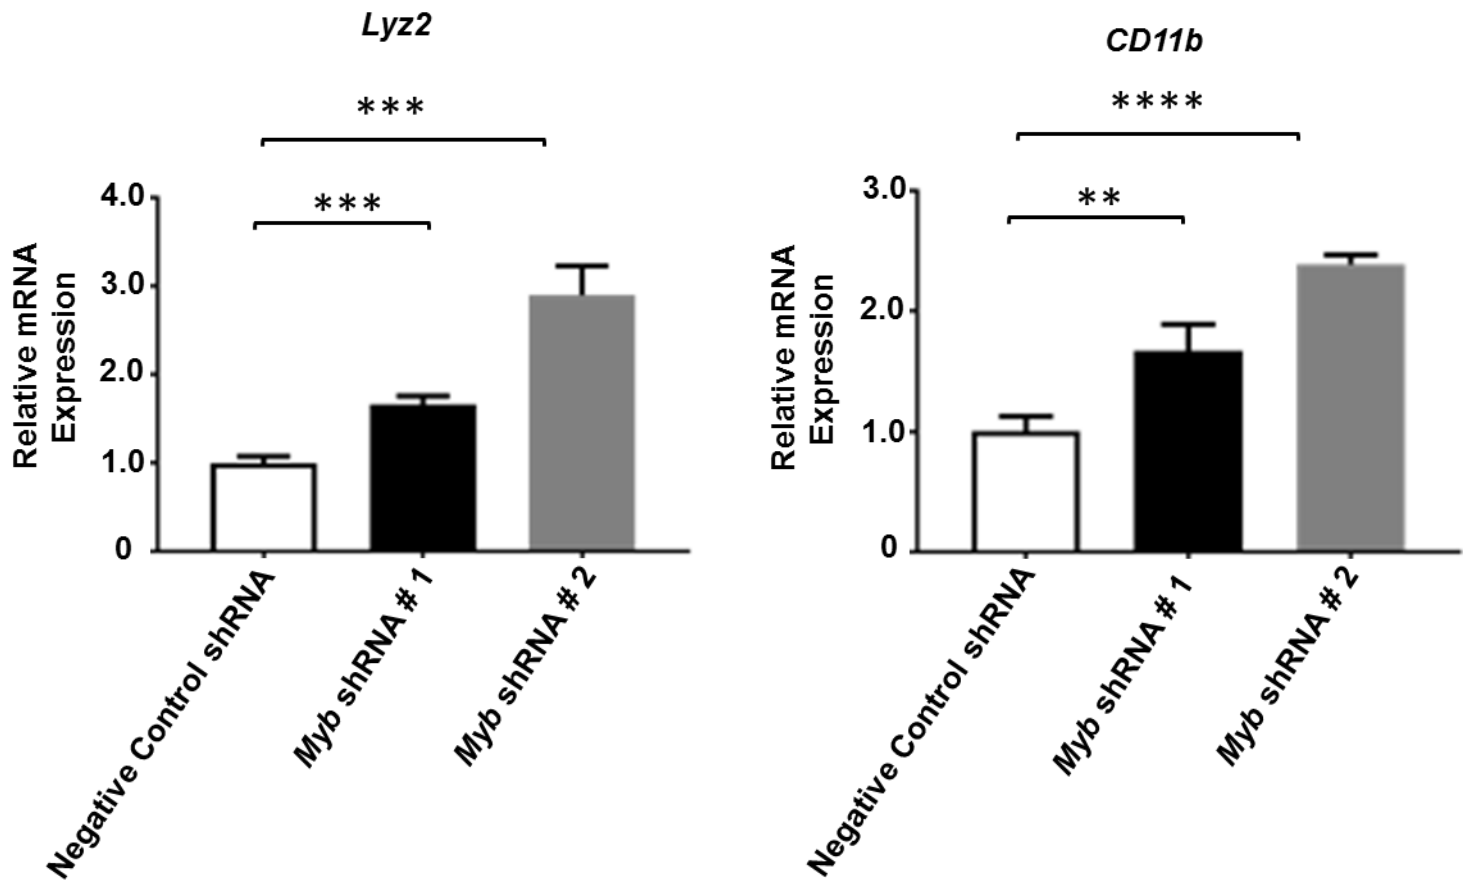 Lyz2
***
***
4.0
3.0
2.0
1.0
0
Relative mRNA
Expression
Negative Control shRNA
Myb shRNA # 1
Myb shRNA # 2
CD11b
****
**
3.0
2.0
1.0
0
Relative mRNA
Expression
Negative Control shRNA
Myb shRNA # 1
Myb shRNA # 2